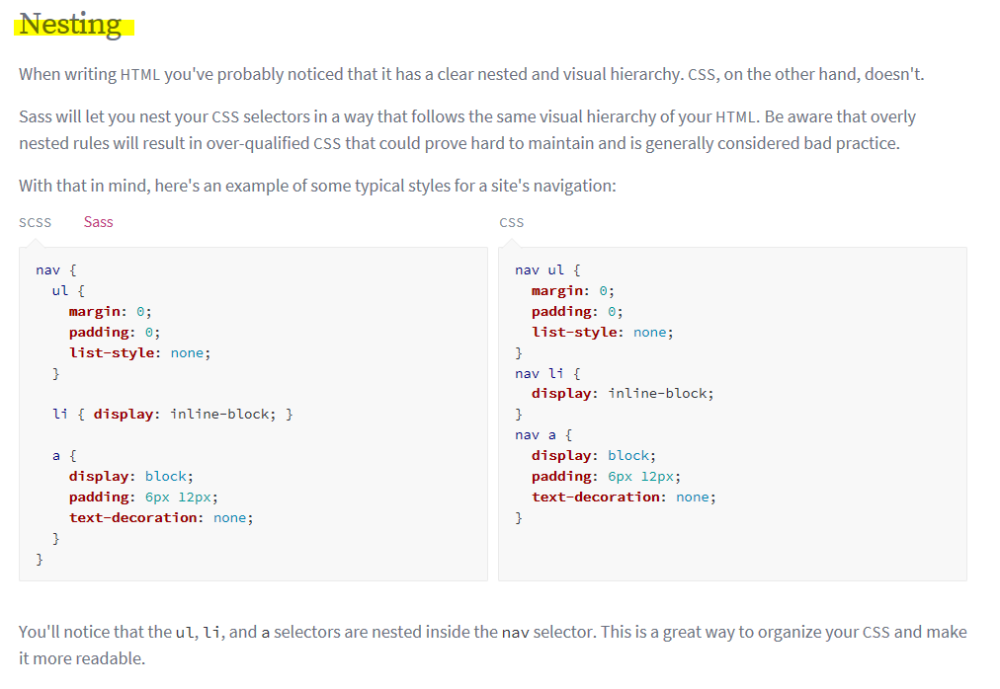 Nesting
When writing HTML you've probably noticed that it has a clear nested and visual hierarchy. CSS, on the other hand, doesn't.
Sass will let you nest your CSS selectors in a way that follows the same visual hierarchy of your HTML. Be aware that overly
nested rules will result in over-qualified CSS that could prove hard to maintain and is generally considered bad practice.
With that in mind, here's an example of some typical styles for a site's navigation:
SCSS Sass
nav {
  ul {
    margin: 0;
    padding: 0;
    list-style: none;
  }
  li { display: inline-block; }
  a {
    display: block;
    padding: 6px 12px;
    text-decoration: none;
  }
}
CSS
nav ul {
  margin: 0;
  padding: 0;
  list-style: none;
}
nav li {
  display: inline-block;
}
nav a {
  display: block;
  padding: 6px 12px;
  text-decoration: none;
}
You'll notice that the ul, li, and a selectors are nested inside the nav selector. This is a great way to organize your CSS and make
it more readable.